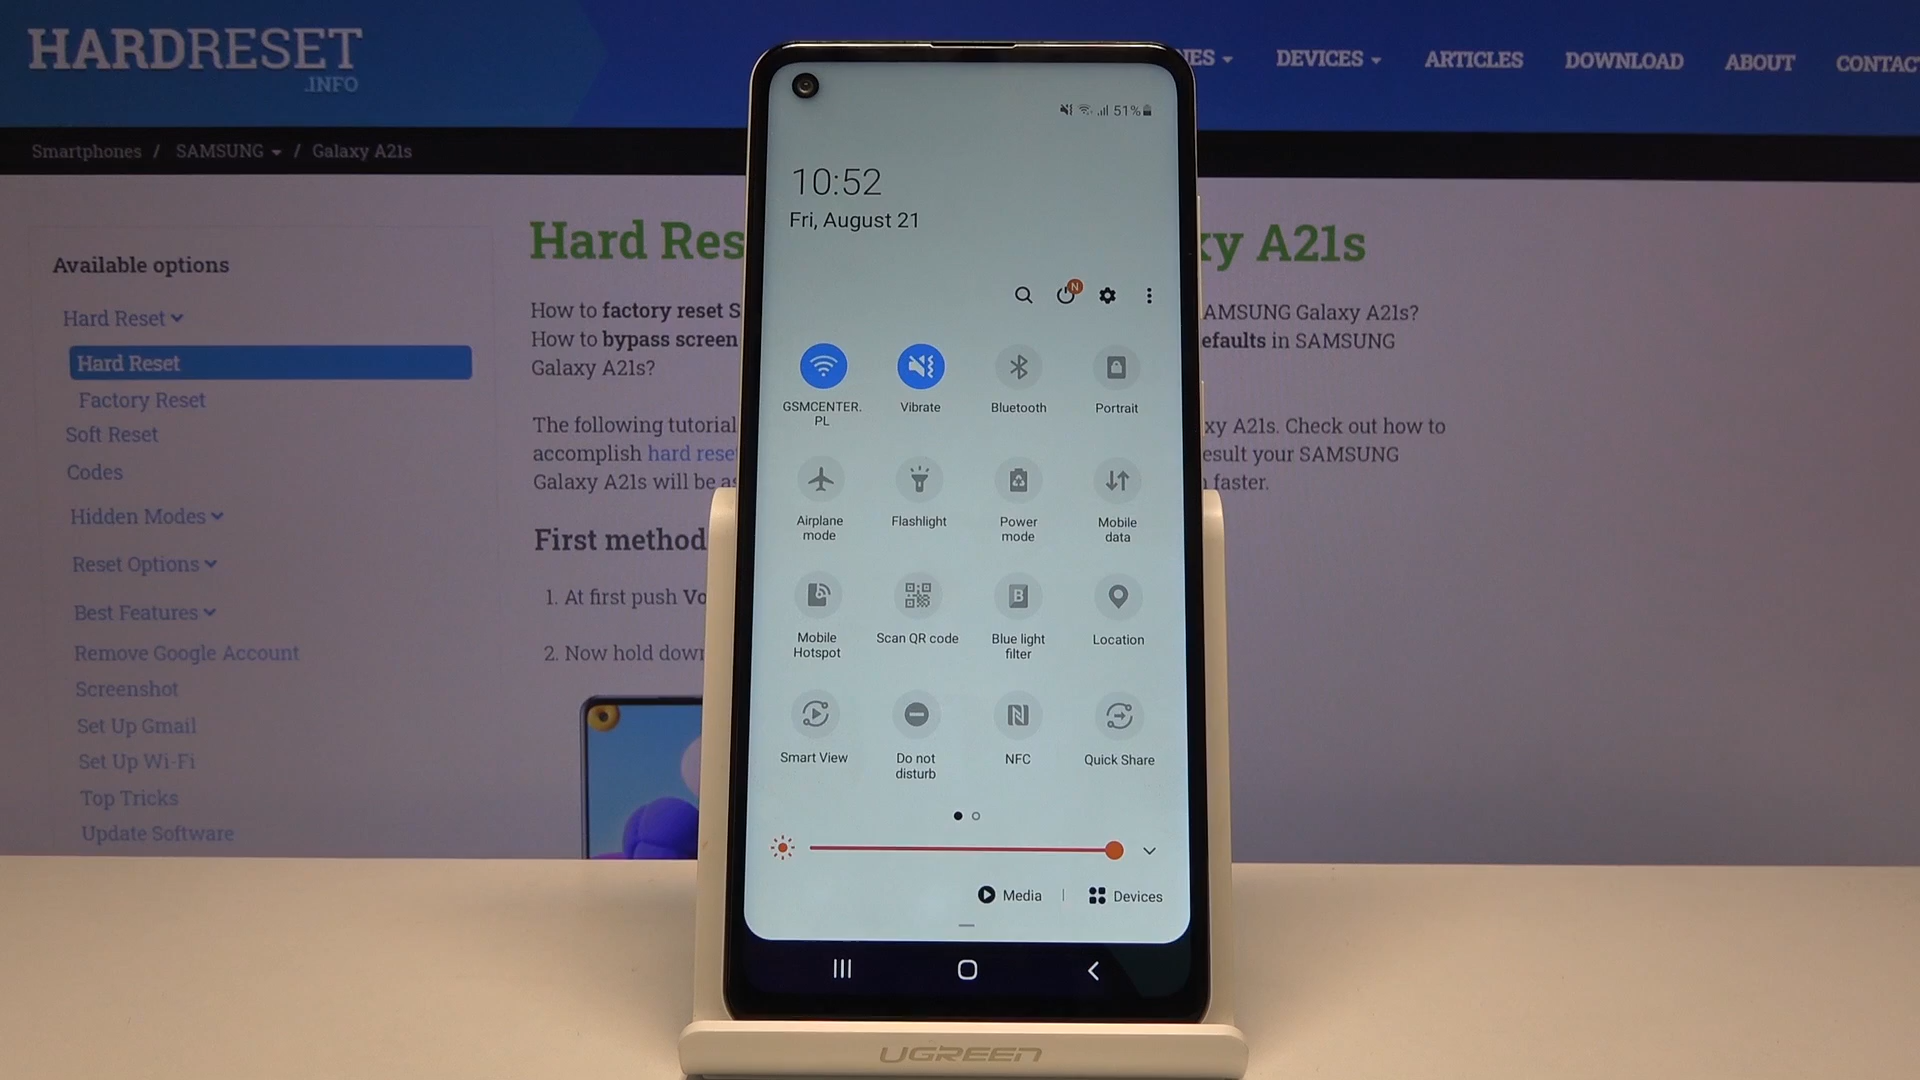 HARDRESET
.INFO
DEVICES
ARTICLES
DOWNLOAD
ABOUT
Smartphones / SAMSUNG / Galaxy A21s
Available options
Hard Reset
Hard Reset
Factory Reset
Soft Reset
Codes
Hidden Modes
Reset Options
Best Features
Remove Google Account
Screenshot
Set Up Gmail
Set Up Wi-Fi
Top Tricks
Update Software
Hard Res
xy A21s
How to factory reset S
AMSUNG Galaxy A21s?
How to bypass screen
efaults in SAMSUNG
Galaxy A21s?
The following tutorial
xy A21s. Check out how to
accomplish hard rese
esult your SAMSUNG
Galaxy A21s will be as
faster.
First method
1. At first push Vo
2. Now hold down
51%
10:52
Fri, August 21
N
GSMCENTER.
PL
Vibrate
Bluetooth
Portrait
Airplane
mode
Flashlight
Power
mode
Mobile
data
Mobile
Hotspot
Scan QR code
B
Blue light
filter
Location
Smart View
Do not
disturb
NFC
Quick Share
Media | Devices
UGREEN